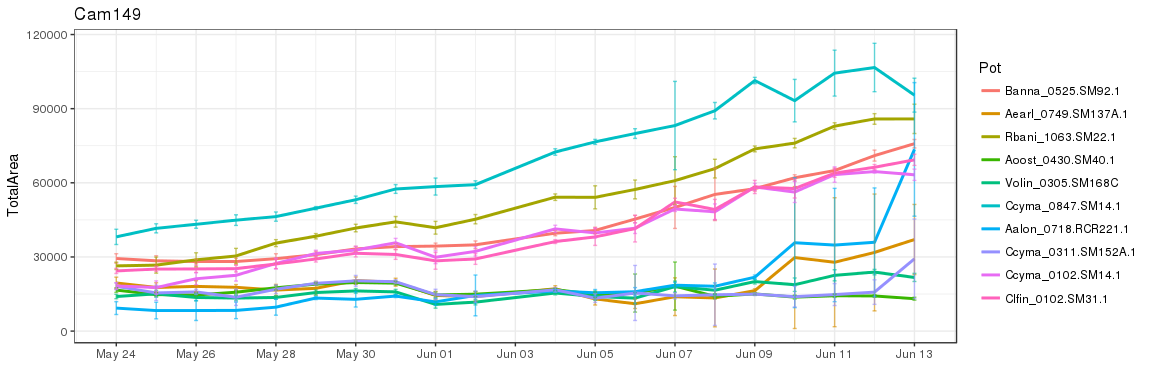 Cam149
TotalArea
120000
90000
60000
30000
0
May 24
May 26
May 28
May 30
Jun 01
Jun 03
Jun 05
Jun 07
Jun 09
Jun 11
Jun 13
Pot
Banna_0525.SM92.1
Aearl_0749.SM137A.1
Rbani_1063.SM22.1
Aoost_0430.SM40.1
Volin_0305.SM168C
Ccyma_0847.SM14.1
Aalon_0718.RCR221.1
Ccyma_0311.SM152A.1
Ccyma_0102.SM14.1
Clfin_0102.SM31.1